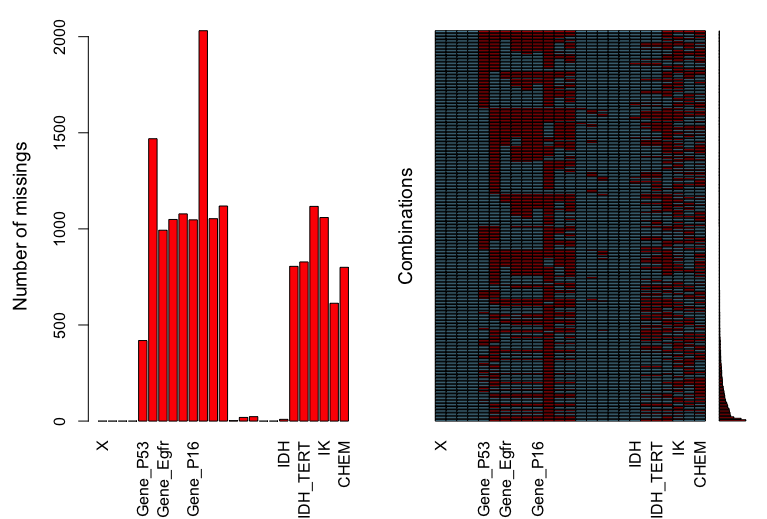 Number of missings
2000
1500
1000
500
0
X
Gene_P53
Gene_Egfr
Gene_P16
IDH
IDH_TERT
IK
CHEM
Combinations
X
Gene_P53
Gene_Egfr
Gene_P16
IDH
IDH_TERT
IK
CHEM